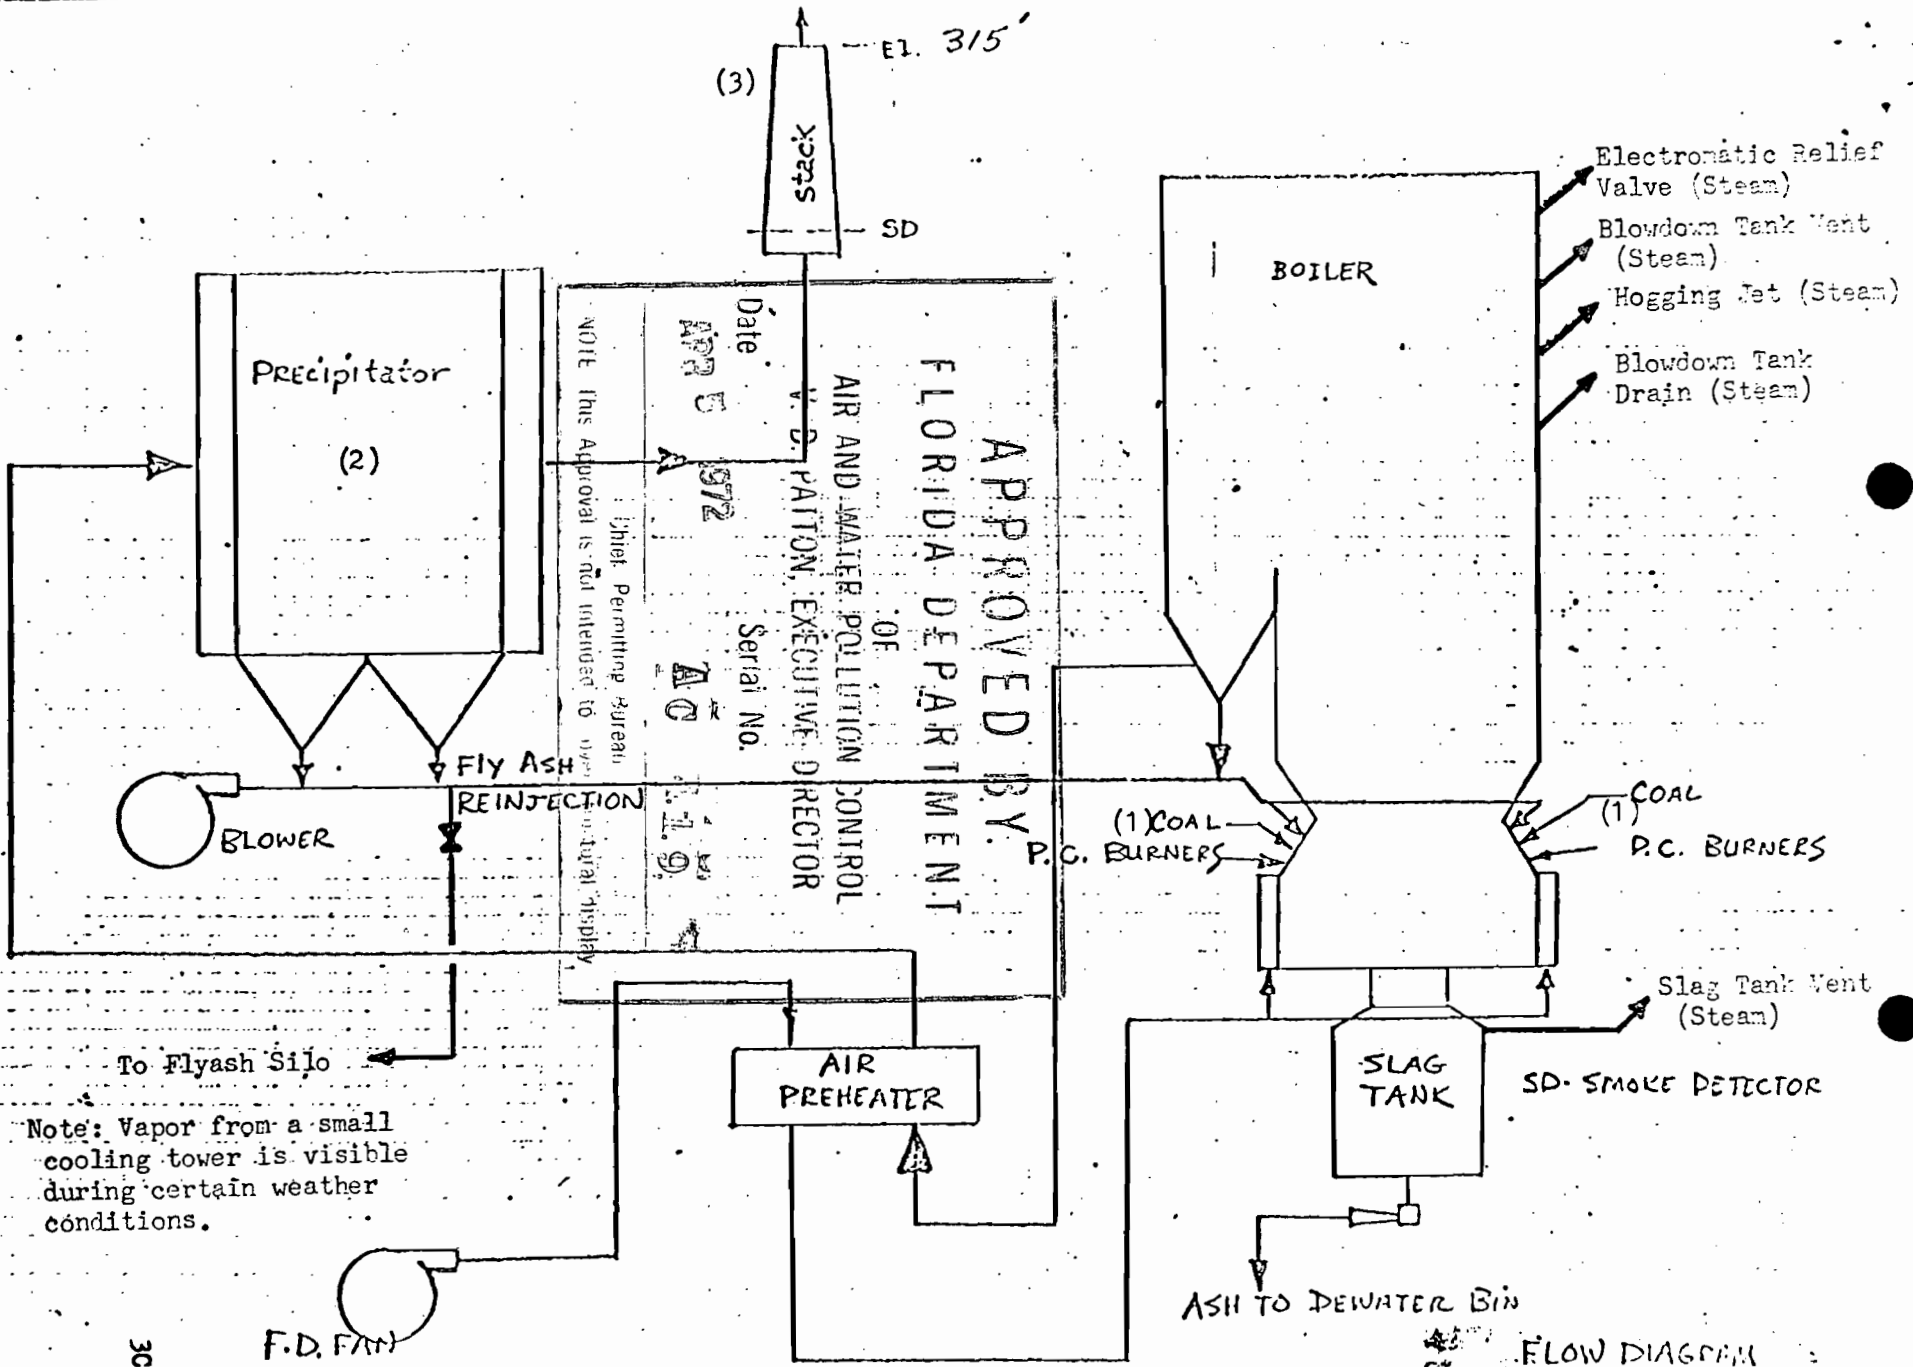 El. 315'
(3)
Stack
SD
Electromatic Relief
Valve (Steam)
Blowdown Tank Vent
(Steam)
Hogging Jet (Steam)
Blowdown Tank
Drain (Steam)
BOILER
PRECipitator
(2)
APPROVED BY:
FLORIDA DEPARTMENT
OF
AIR AND WATER POLLUTION CONTROL
V. D. PATTON, EXECUTIVE DIRECTOR
Date
Serial No.
APR 5 1972
AC
Chief, Permitting Bureau
NOTE This Approval is not intended to
display
Fly ASH
REINJECTION
BLOWER
(1) COAL
P.C. BURNERS
COAL
(1)
P.C. BURNERS
To Flyash Silo
AIR
PREHEATER
SLAG
TANK
Slag Tank Vent
(Steam)
SD- SMOKE DETECTOR
Note: Vapor from a small
cooling tower is visible
during certain weather
conditions.
F.D. FAN
ASH TO DEWATER BIN
FLOW DIAGRAM
3C